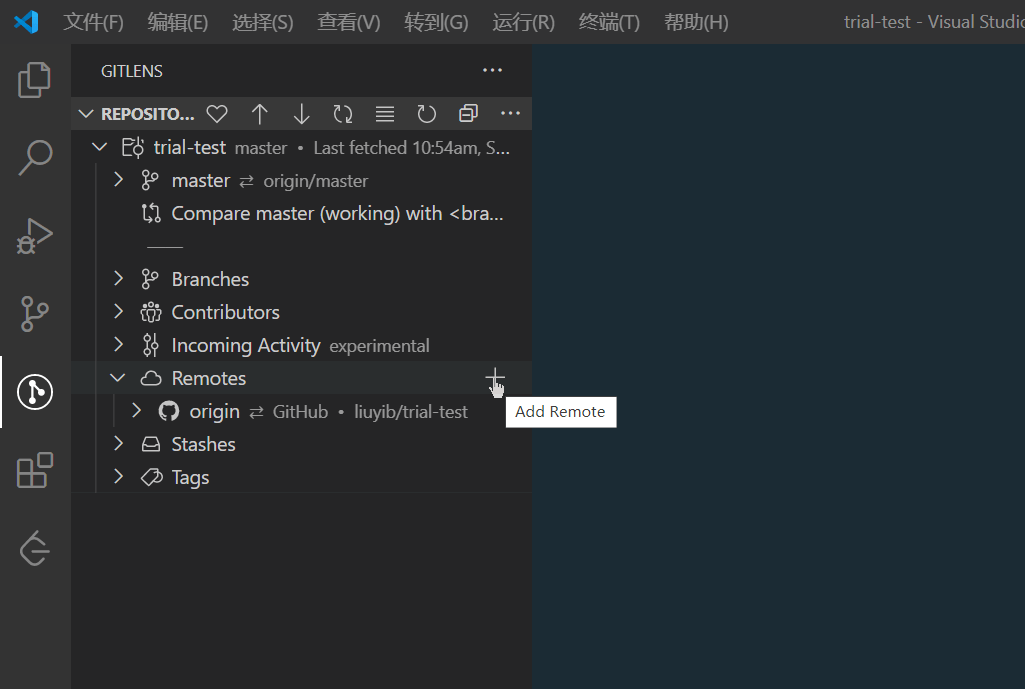 文件(F) 编辑(E) 选择(S) 查看(V) 转到(G) 运行(R) 终端(T) 帮助(H) trial-test - Visual Studio
GITLENS
REPOSITO...
trial-test master • Last fetched 10:54am, S...
master ⇄ origin/master
Compare master (working) with <bra...
Branches
Contributors
Incoming Activity experimental
Remotes
origin ⇄ GitHub • liuyib/trial-test
Add Remote
Stashes
Tags